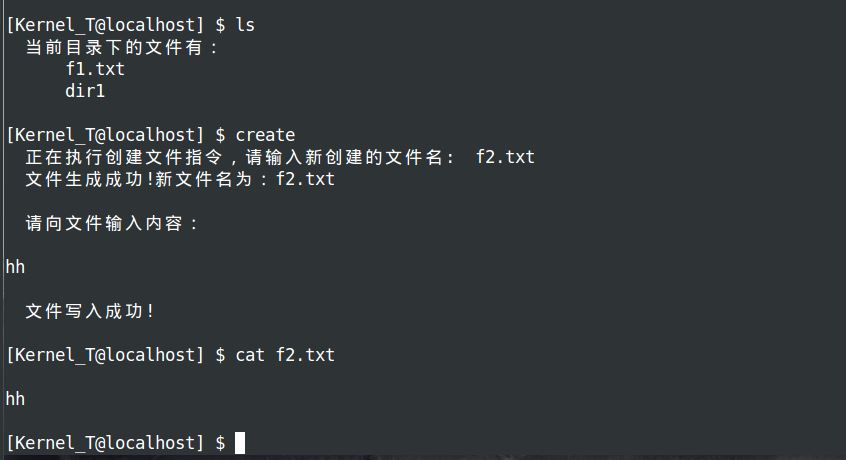 [Kernel_T@localhost] $ ls
当前目录下的文件有：
f1.txt
dir1
[Kernel_T@localhost] $ create
正在执行创建文件指令，请输入新创建的文件名： f2.txt
文件生成成功！新文件名为：f2.txt
请向文件输入内容：
hh
文件写入成功！
[Kernel_T@localhost] $ cat f2.txt
hh
[Kernel_T@localhost] $